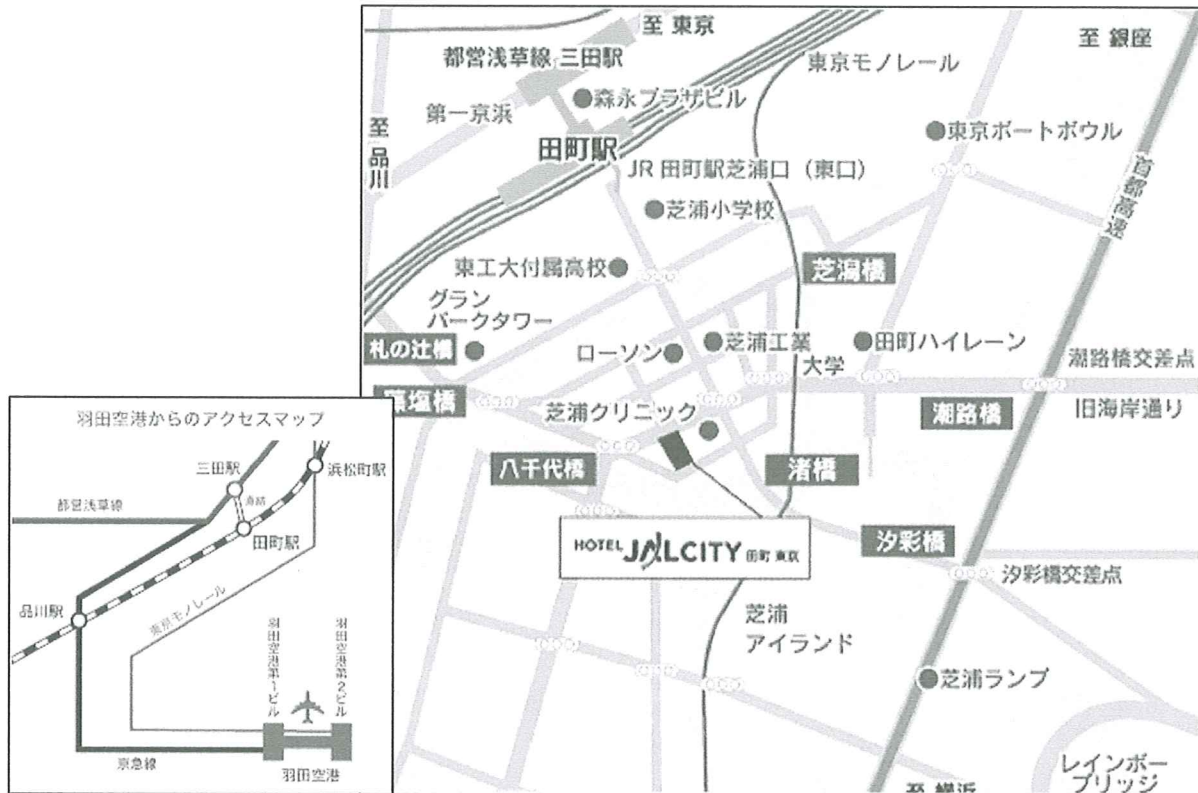 至 東京
都営浅草線 三田駅
東京モノレール
至 銀座
森永プラザビル
第一京浜
至 品川
東京ボートボウル
田町駅
JR 田町駅芝浦口（東口）
首都高速
芝浦小学校
東工大付属高校
芝潟橋
グラン
パークタワー
札の辻橋
ローソン
芝浦工業
大学
田町ハイレーン
潮路橋交差点
藻塩橋
芝浦クリニック
潮路橋
旧海岸通り
八千代橋
渚橋
HOTEL JALCITY 田町 東京
汐彩橋
汐彩橋交差点
芝浦
アイランド
芝浦ランプ
レインボー
ブリッジ
至 横浜
羽田空港からのアクセスマップ
三田駅
浜松町駅
都営浅草線
連絡
田町駅
品川駅
東京モノレール
羽田空港第1ビル
羽田空港第2ビル
京急線
羽田空港